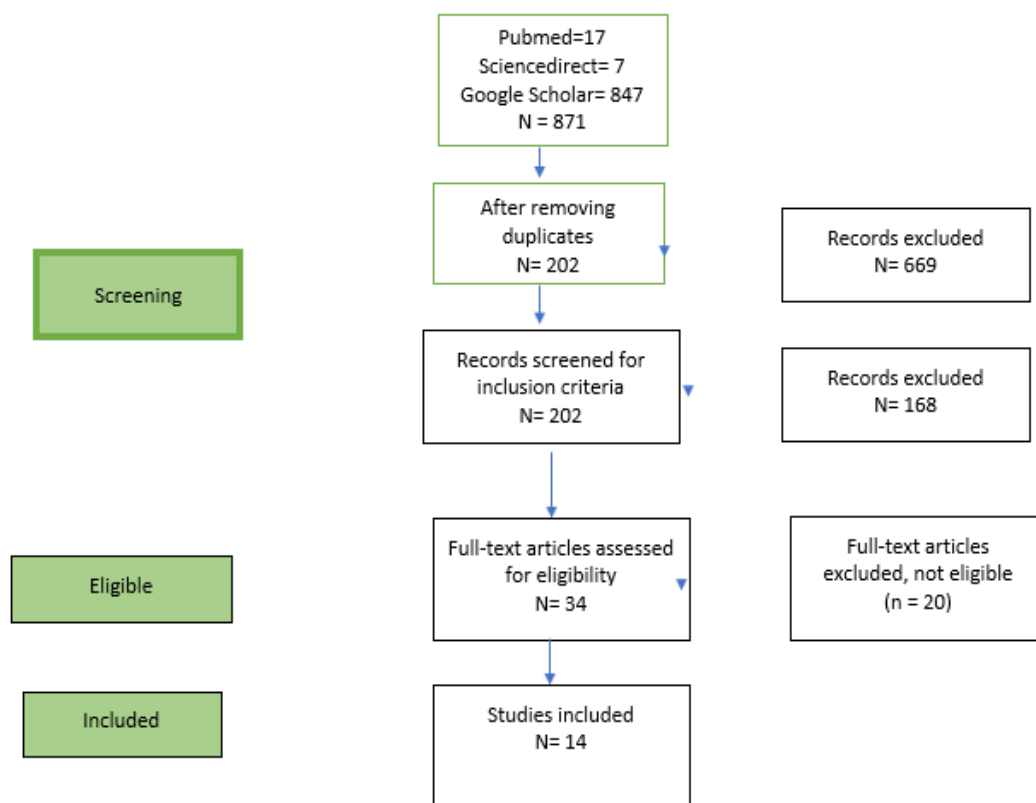 Pubmed=17
Sciencedirect= 7
Google Scholar= 847
N = 871
After removing
duplicates
N= 202
Records excluded
N= 669
Screening
Records screened for
inclusion criteria
N= 202
Records excluded
N= 168
Full-text articles assessed
for eligibility
N= 34
Full-text articles
excluded, not eligible
(n = 20)
Eligible
Studies included
N= 14
Included